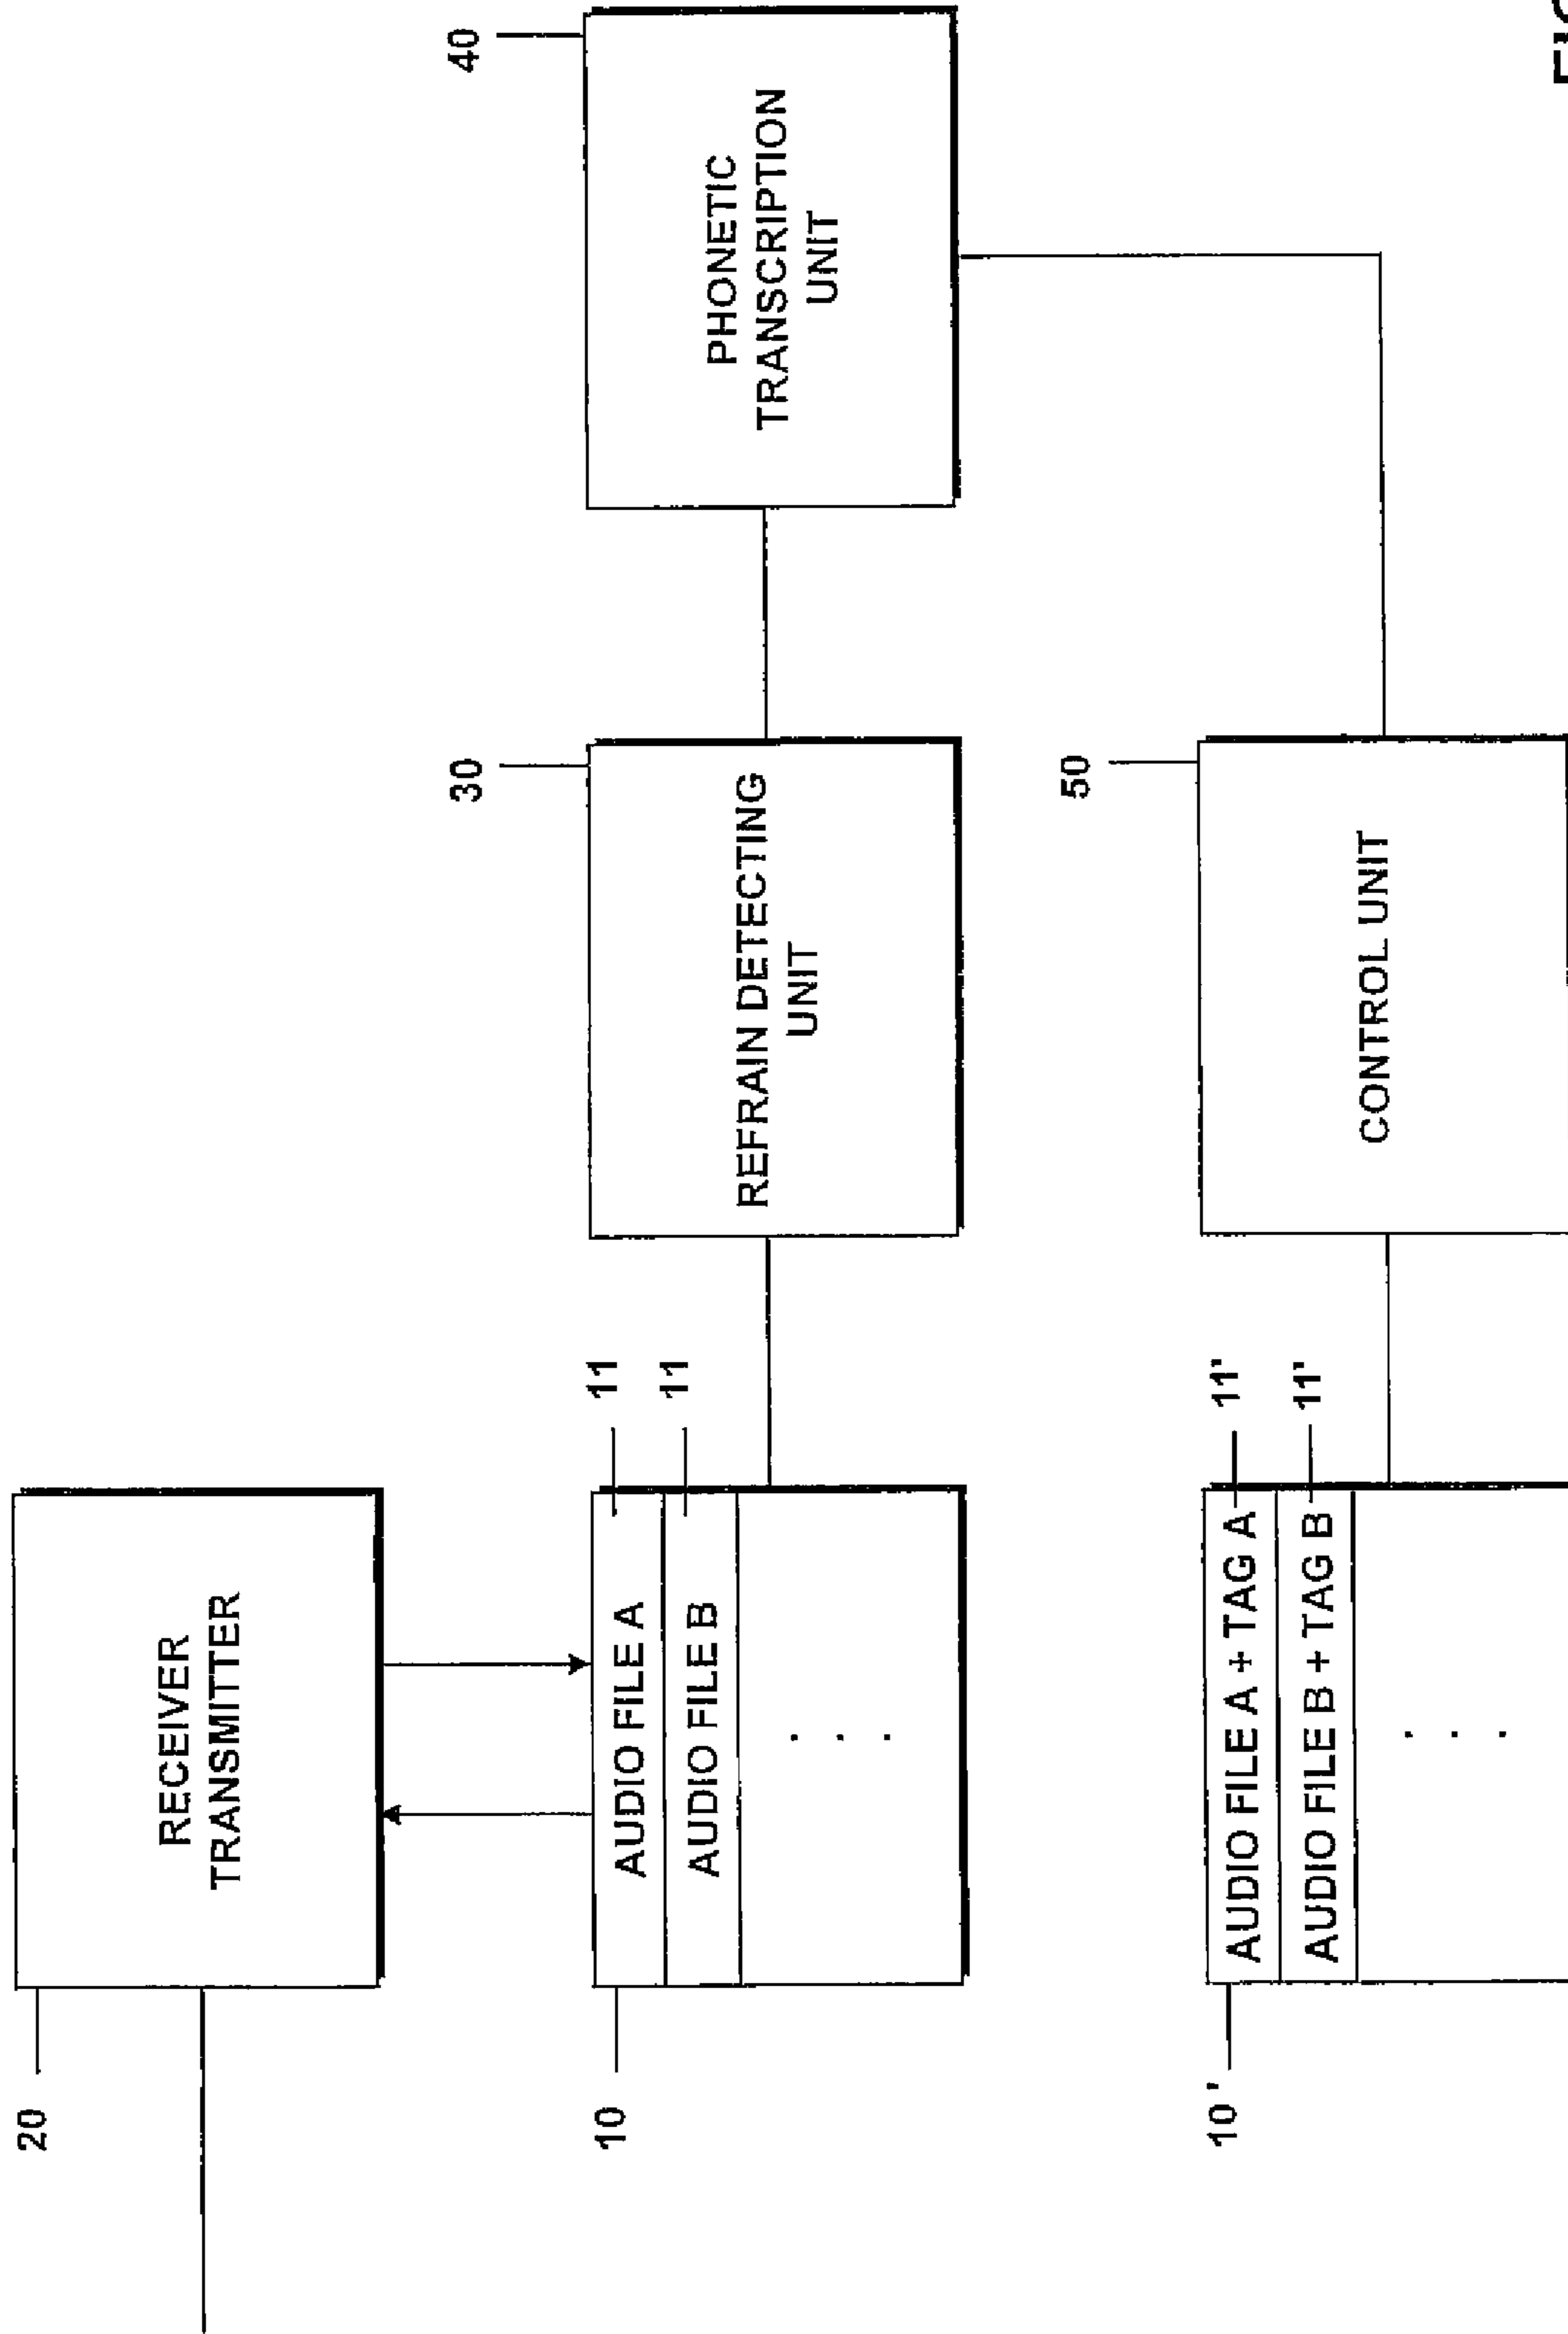 20
RECEIVER
TRANSMITTER
10
AUDIO FILE A
11
AUDIO FILE B
11
. . .
30
REFRAIN DETECTING
UNIT
40
PHONETIC
TRANSCRIPTION
UNIT
10'
AUDIO FILE A + TAG A
11'
AUDIO FILE B + TAG B
11'
. . .
50
CONTROL UNIT